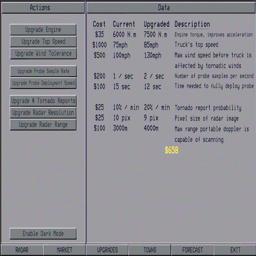 Actions
Data
Cost Current Upgraded Description
Upgrade Engine
$35 6000 N.m 7500 N.m Engine torque, improves acceleration
Upgrade Top Speed
$1000 75mph 85mph Truck's top speed
Upgrade Wind Tolerance
$500 100mph 130mph Max wind speed before truck is
affected by tornadic winds
Upgrade Probe Sample Rate
$200 1 / sec 2 / sec Number of probe samples per second
Upgrade Probe Deployment Speed
$100 15 sec 12 sec Time needed to fully deploy probe
Upgrade # Tornado Reports
$25 10% / min 20% / min Tornado report probability
Upgrade Radar Resolution
$25 10 pix 9 pix Pixel size of radar image
Upgrade Radar Range
$100 3000m 4000m Max range portable doppler is
capable of scanning
$658
Enable Dark Mode
RADAR MARKET UPGRADES TOWNS FORECAST EXIT